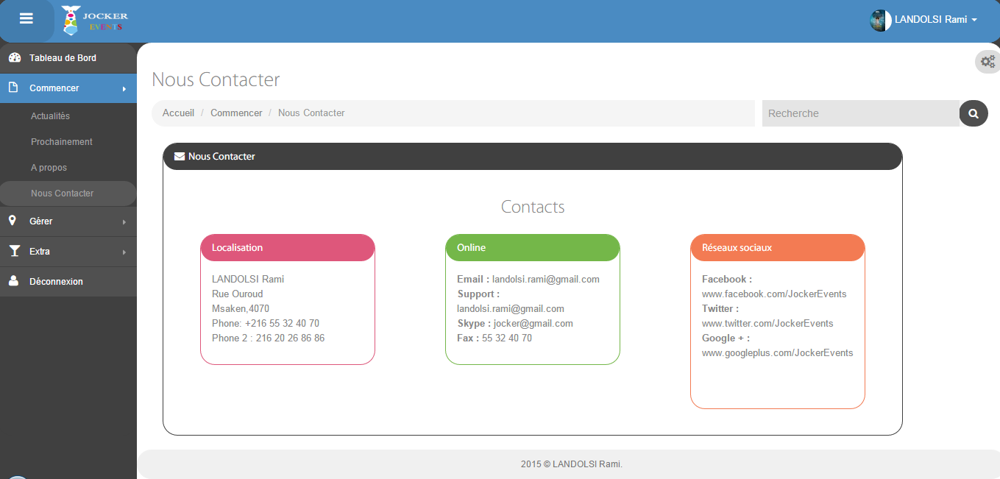 JOCKER
EVENTS
LANDOLSI Rami
Tableau de Bord
Commencer
Actualités
Prochainement
A propos
Nous Contacter
Gérer
Extra
Déconnexion
Nous Contacter
Accueil / Commencer / Nous Contacter
Recherche
Nous Contacter
Contacts
Localisation
LANDOLSI Rami
Rue Ouroud
Msaken,4070
Phone: +216 55 32 40 70
Phone 2 : 216 20 26 86 86
Online
Email : landolsi.rami@gmail.com
Support :
landolsi.rami@gmail.com
Skype : jocker@gmail.com
Fax : 55 32 40 70
Réseaux sociaux
Facebook :
www.facebook.com/JockerEvents
Twitter :
www.twitter.com/JockerEvents
Google + :
www.googleplus.com/JockerEvents
2015 © LANDOLSI Rami.